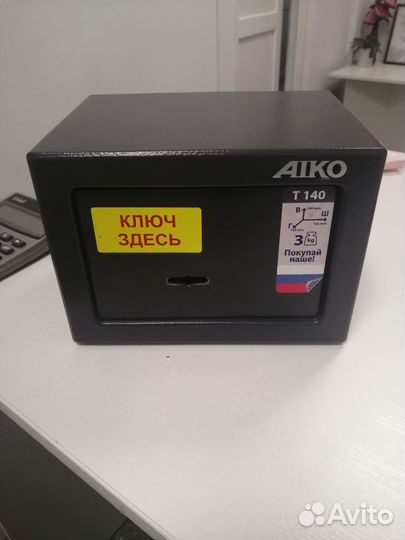 AIKO
T 140
КЛЮЧ
ЗДЕСЬ
В
Ш
Г
3 kg
Покупай
наше!
Avito